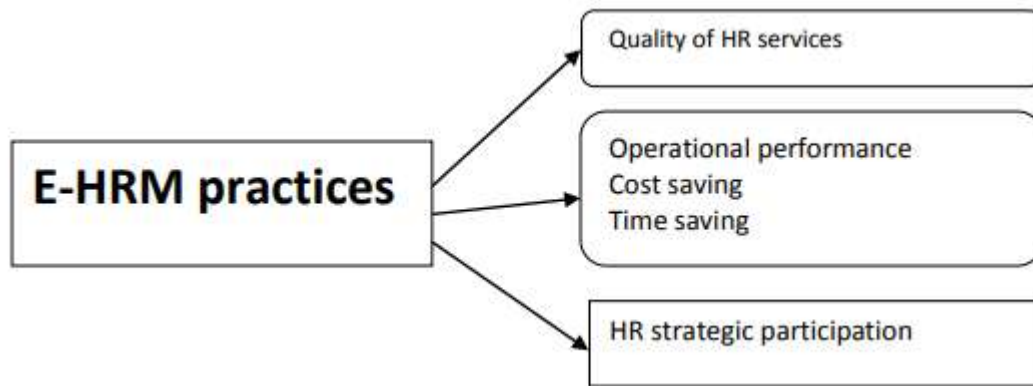 Quality of HR services
E-HRM practices
Operational performance
Cost saving
Time saving
HR strategic participation